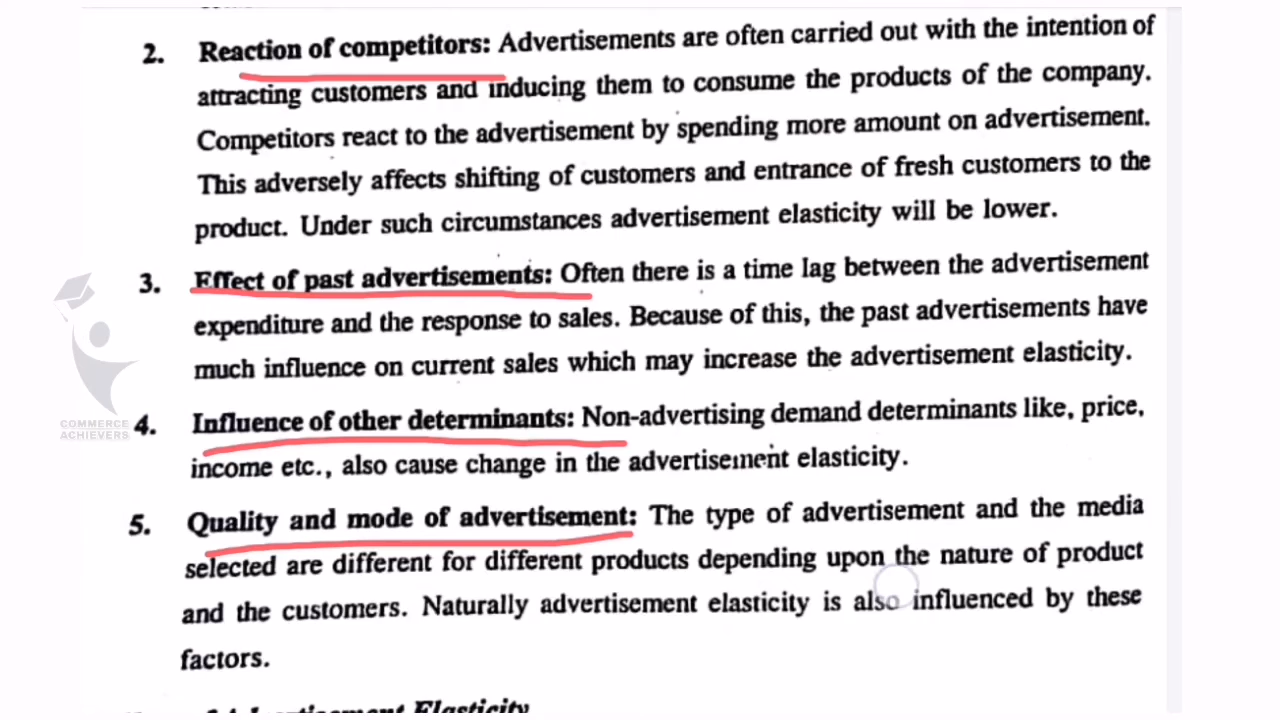 2. Reaction of competitors: Advertisements are often carried out with the intention of
attracting customers and inducing them to consume the products of the company.
Competitors react to the advertisement by spending more amount on advertisement.
This adversely affects shifting of customers and entrance of fresh customers to the
product. Under such circumstances advertisement elasticity will be lower.
3. Effect of past advertisements: Often there is a time lag between the advertisement
expenditure and the response to sales. Because of this, the past advertisements have
much influence on current sales which may increase the advertisement elasticity.
COMMERCE
ACHIEVERS
4. Influence of other determinants: Non-advertising demand determinants like, price,
income etc., also cause change in the advertisement elasticity.
5. Quality and mode of advertisement: The type of advertisement and the media
selected are different for different products depending upon the nature of product
and the customers. Naturally advertisement elasticity is also influenced by these
factors.
Advertisement Elasticity